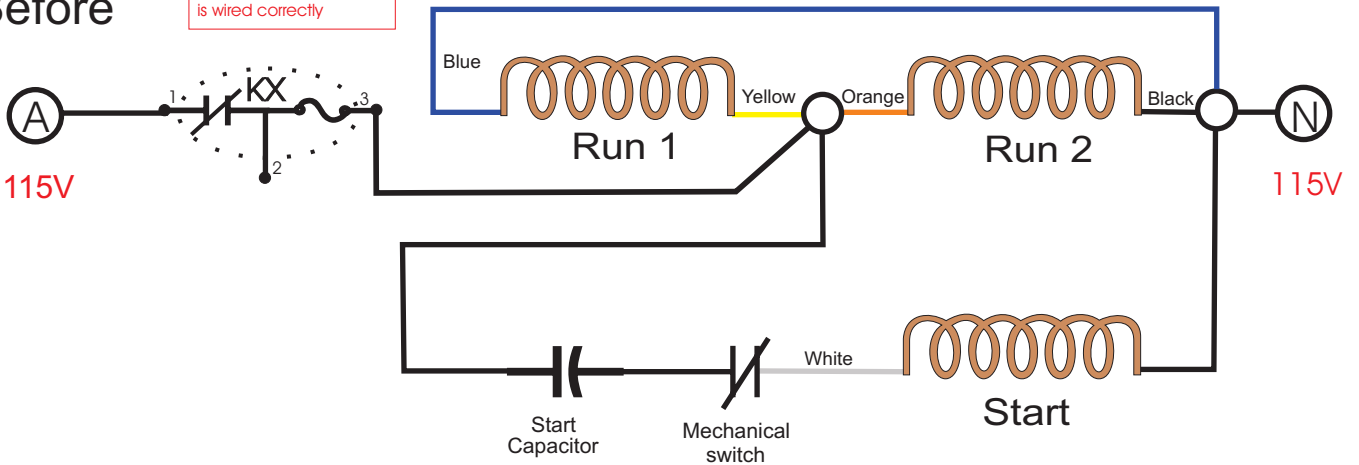 Before
is wired correctly
A
115V
1
KX
2
3
Blue
Run 1
Yellow
Orange
Run 2
Black
N
115V
Start
Capacitor
Mechanical
switch
White
Start